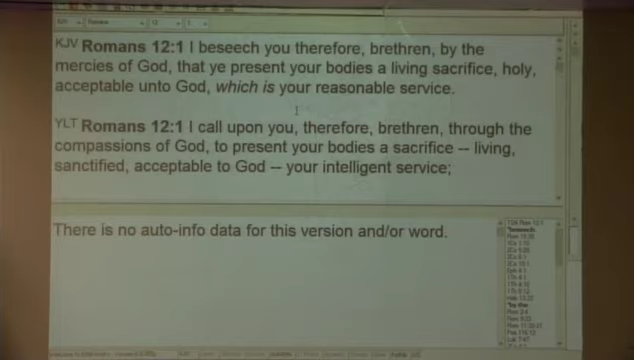 KJV Romans 12:1 I beseech you therefore, brethren, by the
mercies of God, that ye present your bodies a living sacrifice, holy,
acceptable unto God, which is your reasonable service.
YLT Romans 12:1 I call upon you, therefore, brethren, through the
compassions of God, to present your bodies a sacrifice -- living,
sanctified, acceptable to God -- your intelligent service;
There is no auto-info data for this version and/or word.
*beseech
*by the